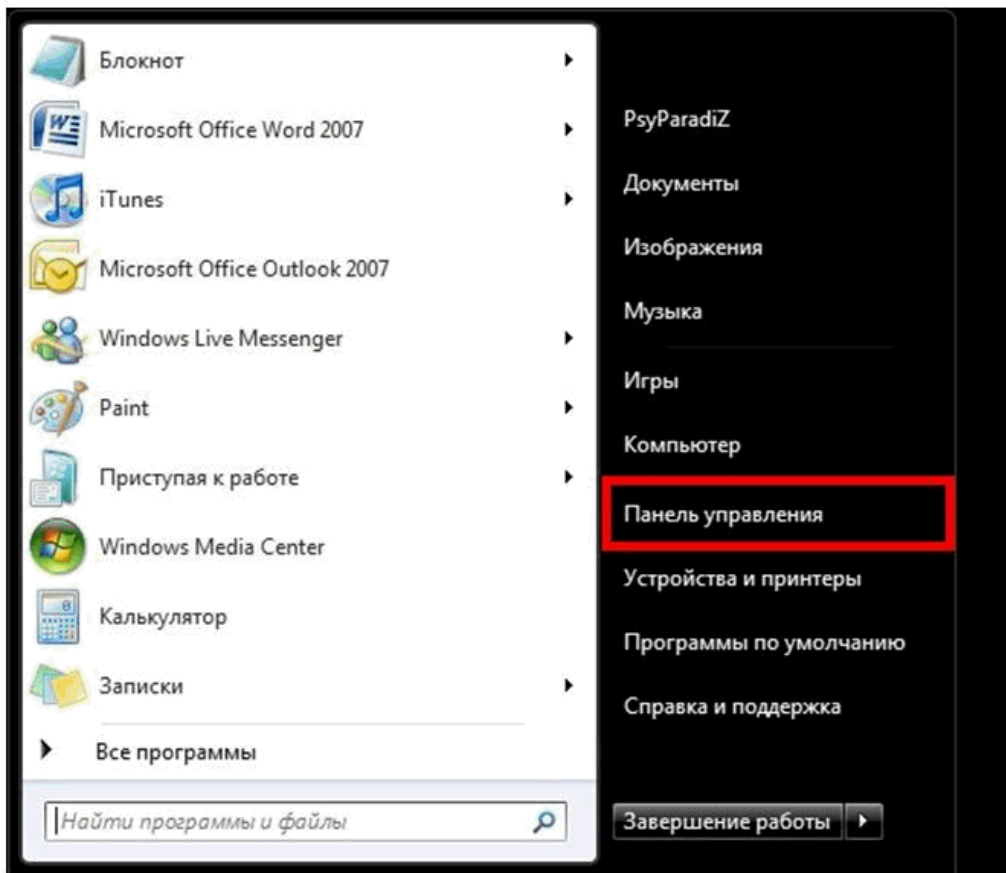 Блокнот
Microsoft Office Word 2007
iTunes
Microsoft Office Outlook 2007
Windows Live Messenger
Paint
Приступая к работе
Windows Media Center
Калькулятор
Записки
Все программы
Найти программы и файлы
PsyParadiZ
Документы
Изображения
Музыка
Игры
Компьютер
Панель управления
Устройства и принтеры
Программы по умолчанию
Справка и поддержка
Завершение работы